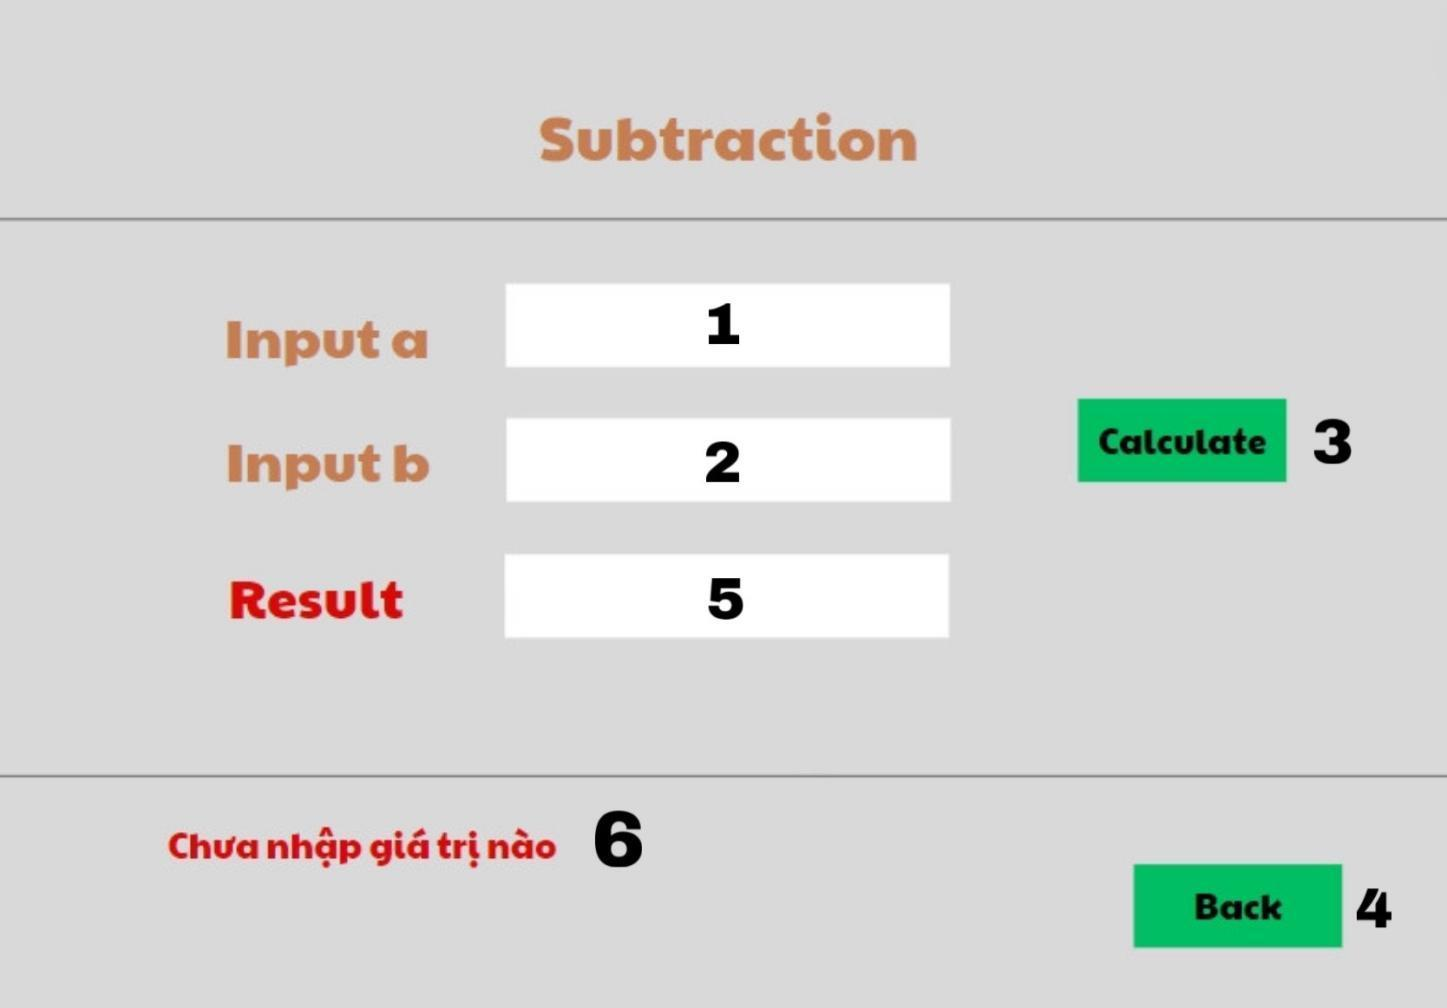 Subtraction
Input a 1
Input b 2
Calculate 3
Result 5
Chưa nhập giá trị nào 6
Back 4